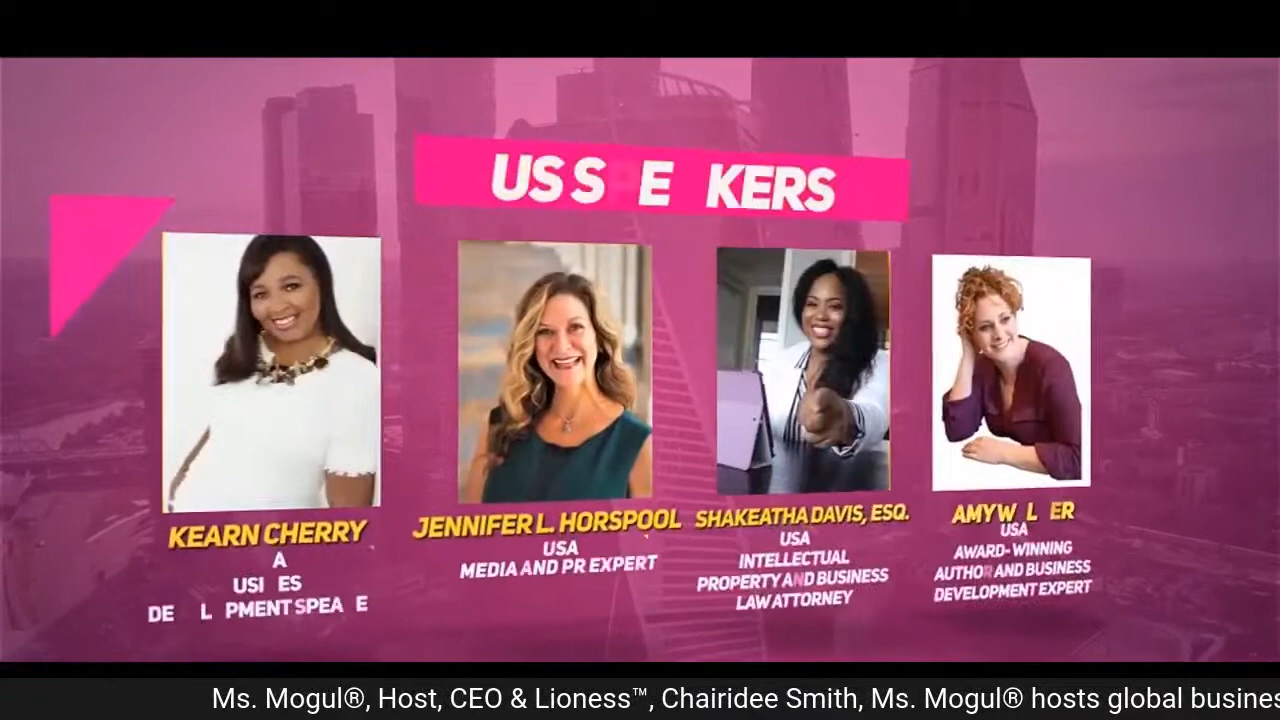 US S E KERS
KEARN CHERRY
A
USI ES
DE L PMENT SPEA E
JENNIFER L. HORSPOOL
USA
MEDIA AND PR EXPERT
SHAKEATHA DAVIS, ESQ.
USA
INTELLECTUAL
PROPERTY AND BUSINESS
LAW ATTORNEY
AMY W L ER
USA
AWARD-WINNING
AUTHOR AND BUSINESS
DEVELOPMENT EXPERT
Ms. Mogul®, Host, CEO & Lioness™, Chairidee Smith, Ms. Mogul® hosts global busines